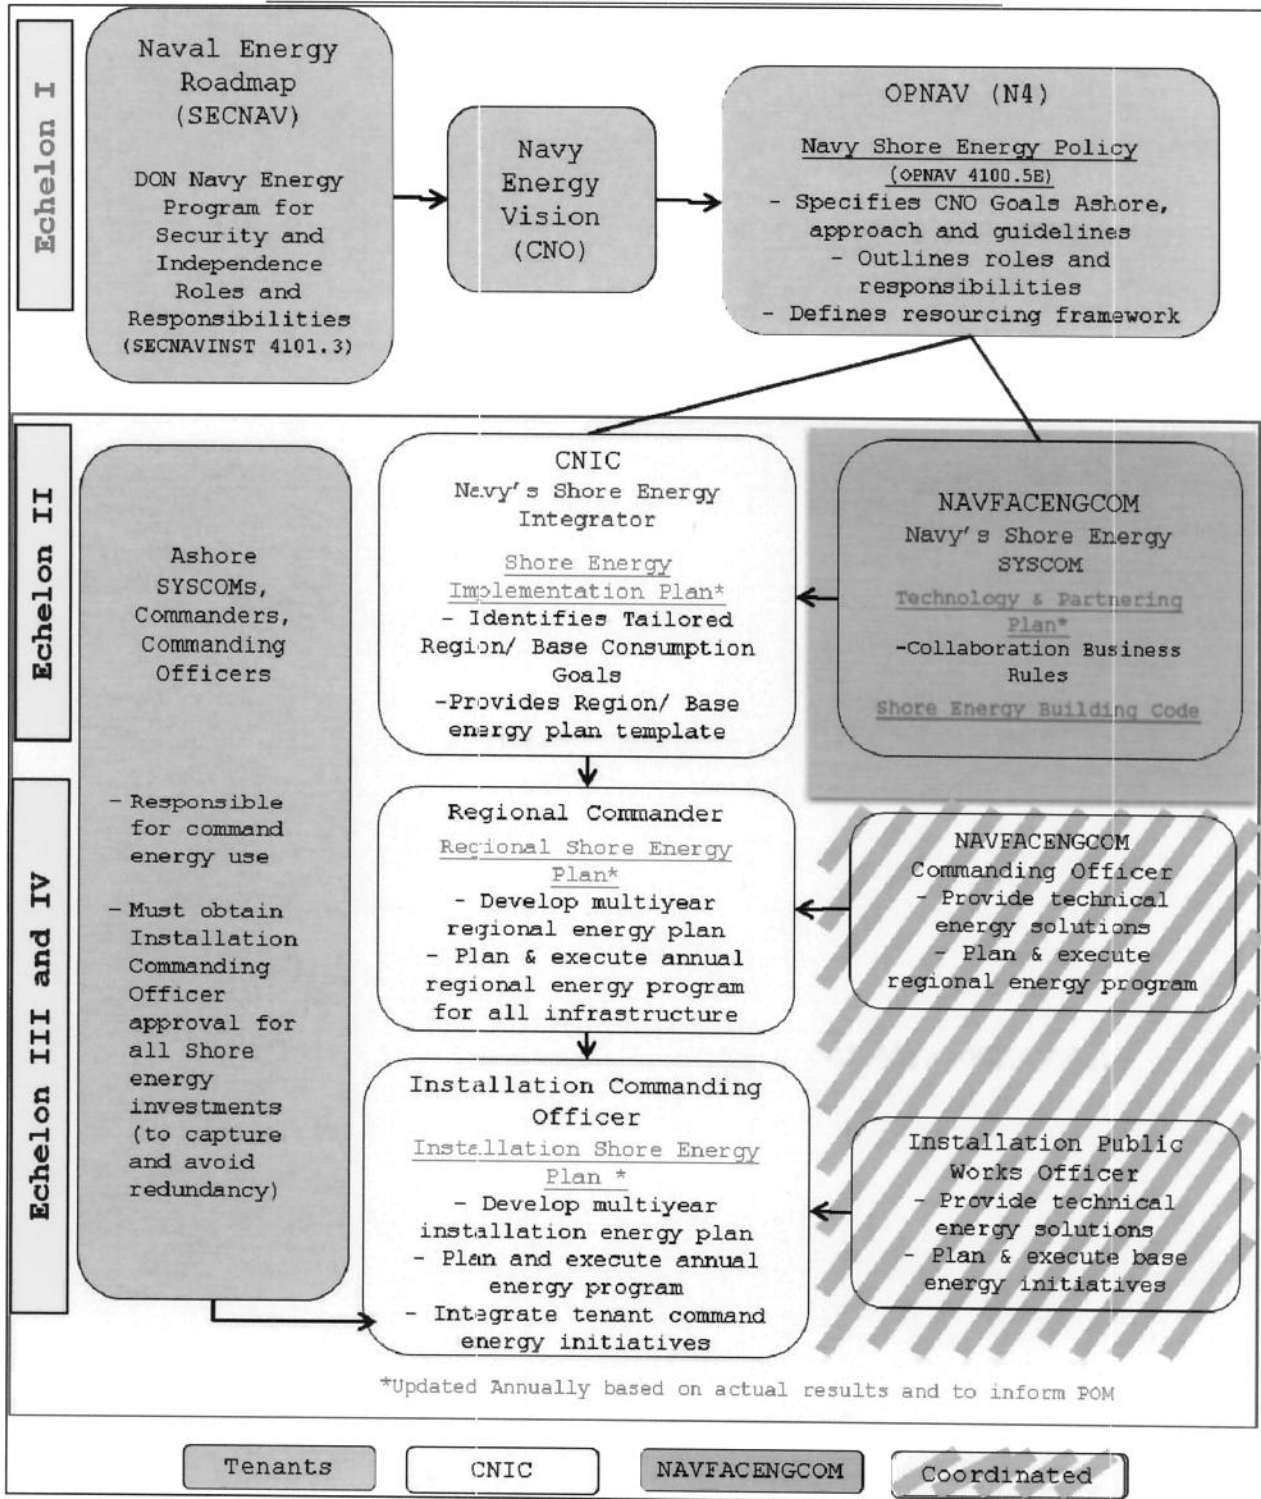 Echelon I
Naval Energy
Roadmap
(SECNAV)
DON Navy Energy
Program for
Security and
Independence
Roles and
Responsibilities
(SECNAVINST 4101.3)
Navy
Energy
Vision
(CNO)
OPNAV (N4)
Navy Shore Energy Policy
(OPNAV 4100.5E)
- Specifies CNO Goals Ashore,
approach and guidelines
- Outlines roles and
responsibilities
- Defines resourcing framework
Echelon II
Echelon III and IV
Ashore
SYSCOMs,
Commanders,
Commanding
Officers
- Responsible
for command
energy use
- Must obtain
Installation
Commanding
Officer
approval for
all Shore
energy
investments
(to capture
and avoid
redundancy)
CNIC
Navy's Shore Energy
Integrator
Shore Energy
Implementation Plan*
- Identifies Tailored
Region/ Base Consumption
Goals
-Provides Region/ Base
energy plan template
NAVFACENGCOM
Navy's Shore Energy
SYSCOM
Technology & Partnering
Plan*
-Collaboration Business
Rules
Shore Energy Building Code
Regional Commander
Regional Shore Energy
Plan*
- Develop multiyear
regional energy plan
- Plan & execute annual
regional energy program
for all infrastructure
NAVFACENGCOM
Commanding Officer
- Provide technical
energy solutions
- Plan & execute
regional energy program
Installation Commanding
Officer
Installation Shore Energy
Plan *
- Develop multiyear
installation energy plan
- Plan and execute annual
energy program
- Integrate tenant command
energy initiatives
Installation Public
Works Officer
- Provide technical
energy solutions
- Plan & execute base
energy initiatives
*Updated Annually based on actual results and to inform POM
Tenants
CNIC
NAVFACENGCOM
Coordinated